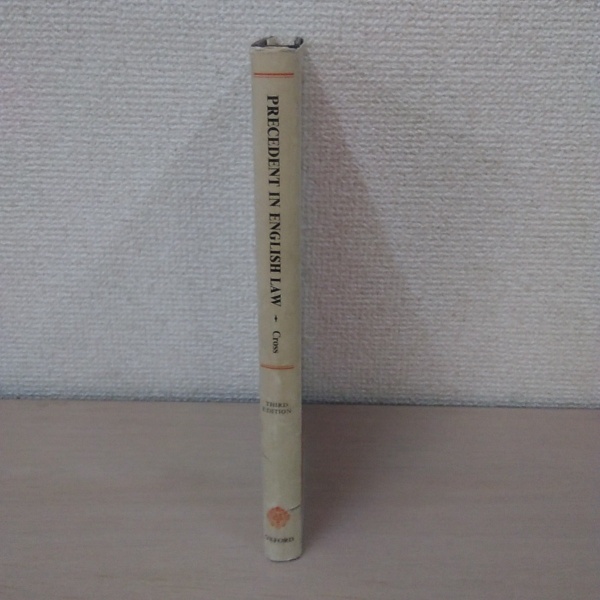 PRECEDENT IN ENGLISH LAW - Cross
THIRD
EDITION
OXFORD